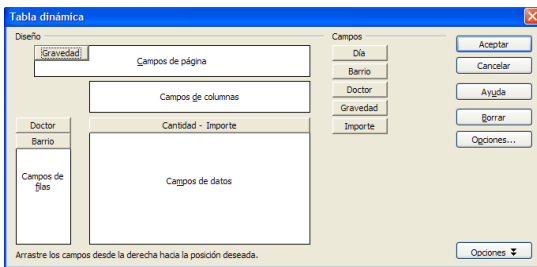 Tabla dinámica
Diseño
Gravedad
Campos de página
Campos de columnas
Doctor
Barrio
Campos de
filas
Cantidad - Importe
Campos de datos
Campos
Día
Barrio
Doctor
Gravedad
Importe
Aceptar
Cancelar
Ayuda
Borrar
Opciones...
Arrastre los campos desde la derecha hacia la posición deseada.
Opciones